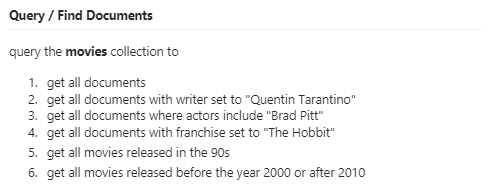 Query / Find Documents
query the movies collection to
1. get all documents
2. get all documents with writer set to "Quentin Tarantino"
3. get all documents where actors include "Brad Pitt"
4. get all documents with franchise set to "The Hobbit"
5. get all movies released in the 90s
6. get all movies released before the year 2000 or after 2010